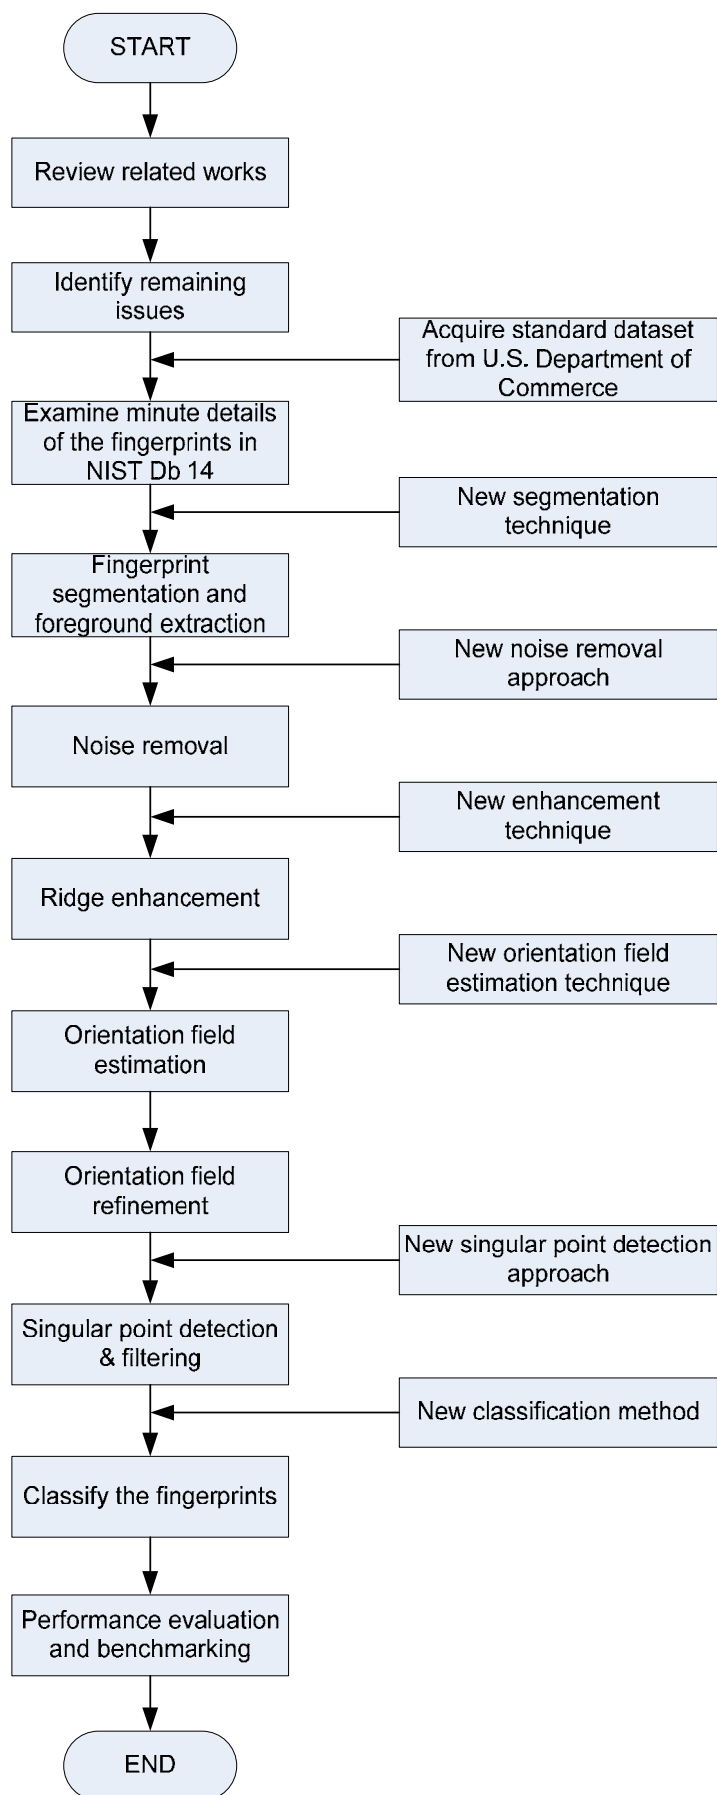 START
Review related works
Identify remaining
issues
Acquire standard dataset
from U.S. Department of
Commerce
Examine minute details
of the fingerprints in
NIST Db 14
New segmentation
technique
Fingerprint
segmentation and
foreground extraction
New noise removal
approach
Noise removal
New enhancement
technique
Ridge enhancement
New orientation field
estimation technique
Orientation field
estimation
Orientation field
refinement
New singular point detection
approach
Singular point detection
& filtering
New classification method
Classify the fingerprints
Performance evaluation
and benchmarking
END